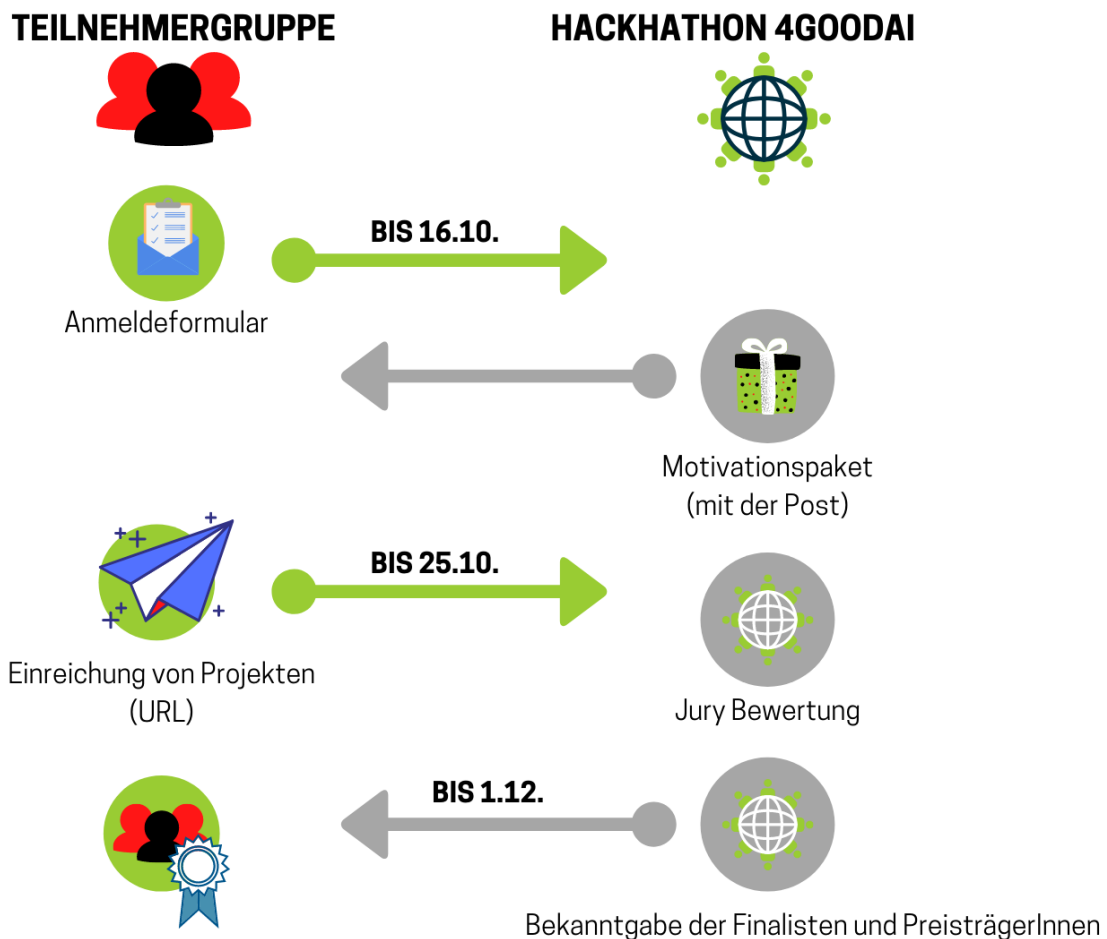 TEILNEHMERGRUPPE
HACKHATHON 4GOODAI
BIS 16.10.
Anmeldeformular
Motivationspaket
(mit der Post)
BIS 25.10.
Einreichung von Projekten
(URL)
Jury Bewertung
BIS 1.12.
Bekanntgabe der Finalisten und PreisträgerInnen